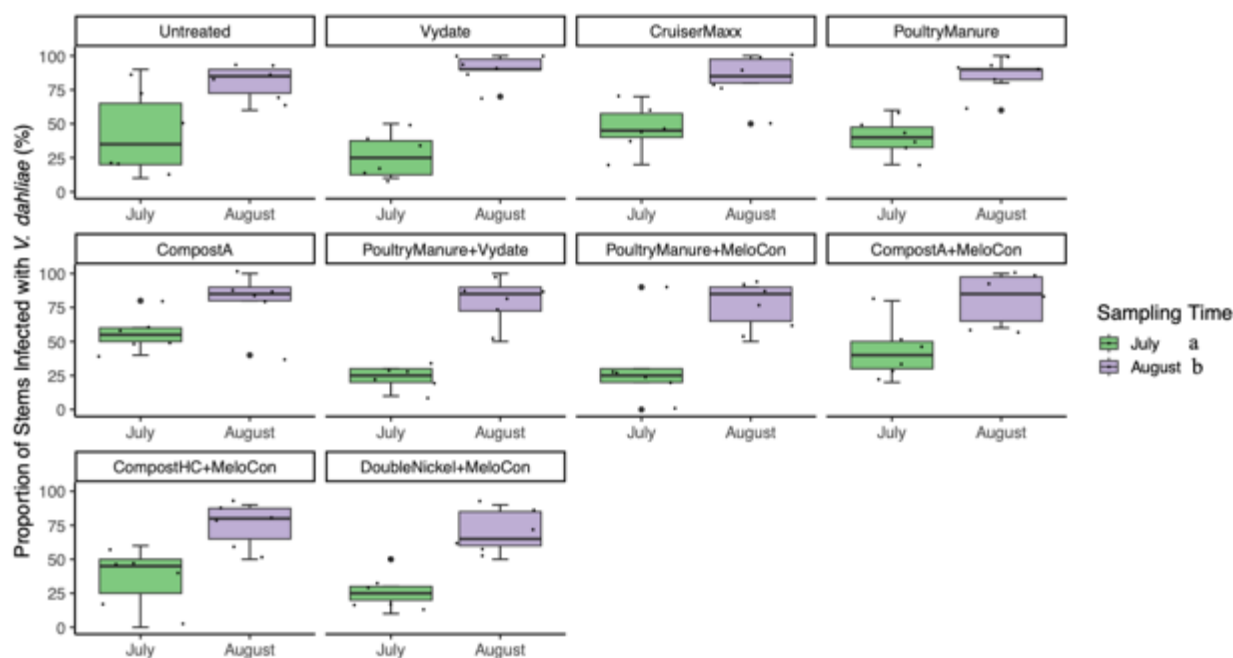 Proportion of Stems Infected with V. dahliae (%)
Untreated Vydate CruiserMaxx PoultryManure
100
75
50
25
0
July August July August July August July August
CompostA PoultryManure+Vydate PoultryManure+MeloCon CompostA+MeloCon
100
75
50
25
0
July August July August July August July August
CompostHC+MeloCon DoubleNickel+MeloCon
100
75
50
25
0
July August July August
Sampling Time
July a
August b